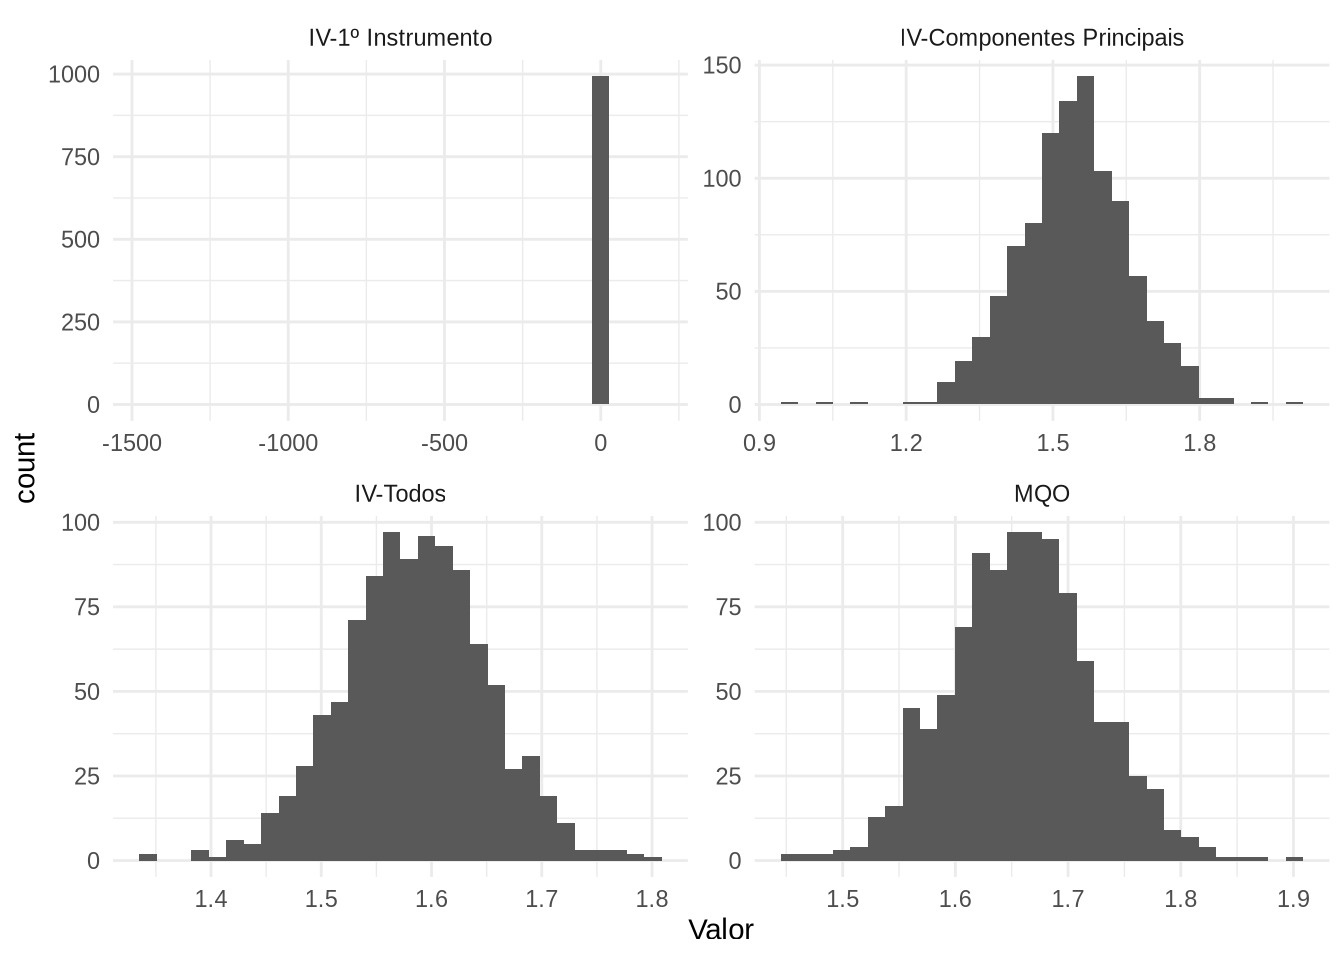 IV-1º Instrumento
IV-Componentes Principais
1000
750
500
250
0
-1500 -1000 -500 0
150
100
50
0
0.9 1.2 1.5 1.8
count
IV-Todos
MQO
100
75
50
25
0
1.4 1.5 1.6 1.7 1.8
100
75
50
25
0
1.5 1.6 1.7 1.8 1.9
Valor